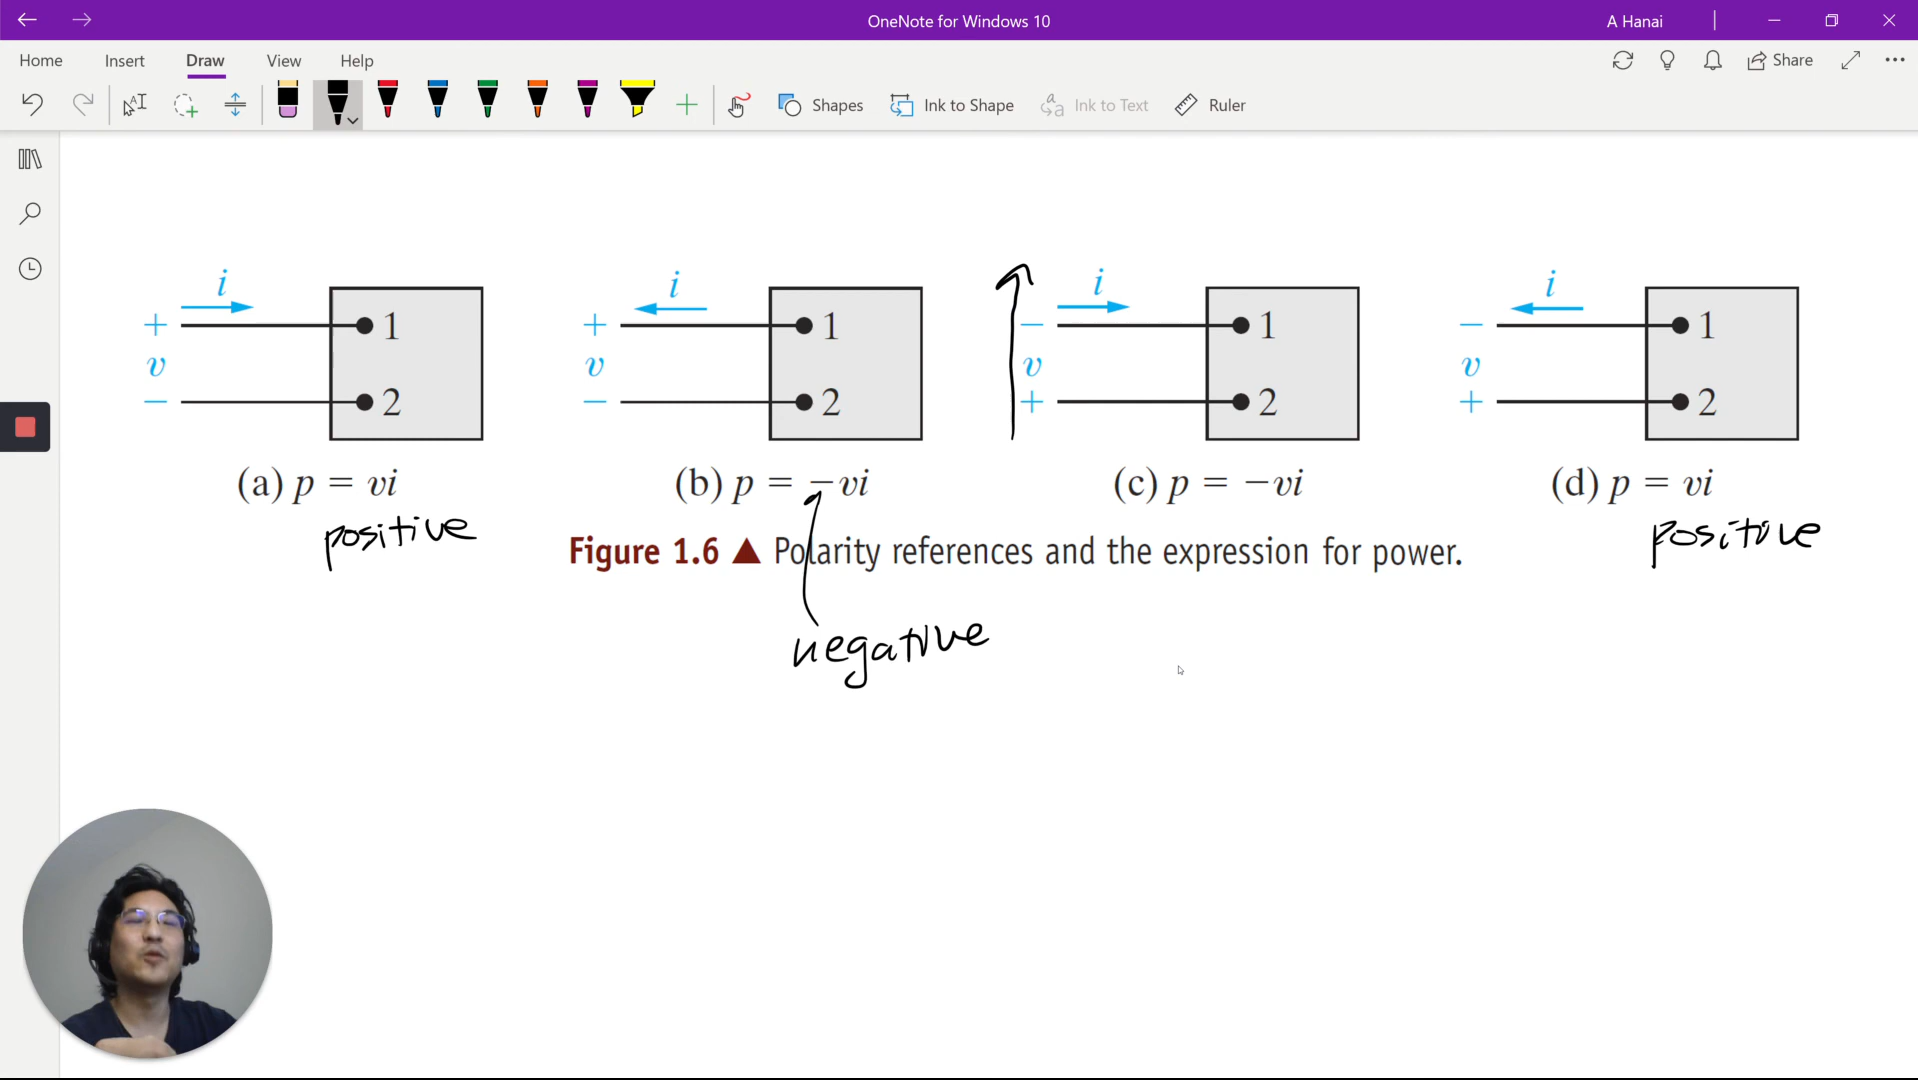 OneNote for Windows 10
A Hanai
Home Insert Draw View Help
Share
Shapes Ink to Shape Ink to Text Ruler
i i i i
+ 1 + 1 − 1 − 1
v v v v
− 2 − 2 + 2 + 2
(a) p = vi (b) p = −vi (c) p = −vi (d) p = vi
positive positive
Figure 1.6 ▲ Polarity references and the expression for power.
negative